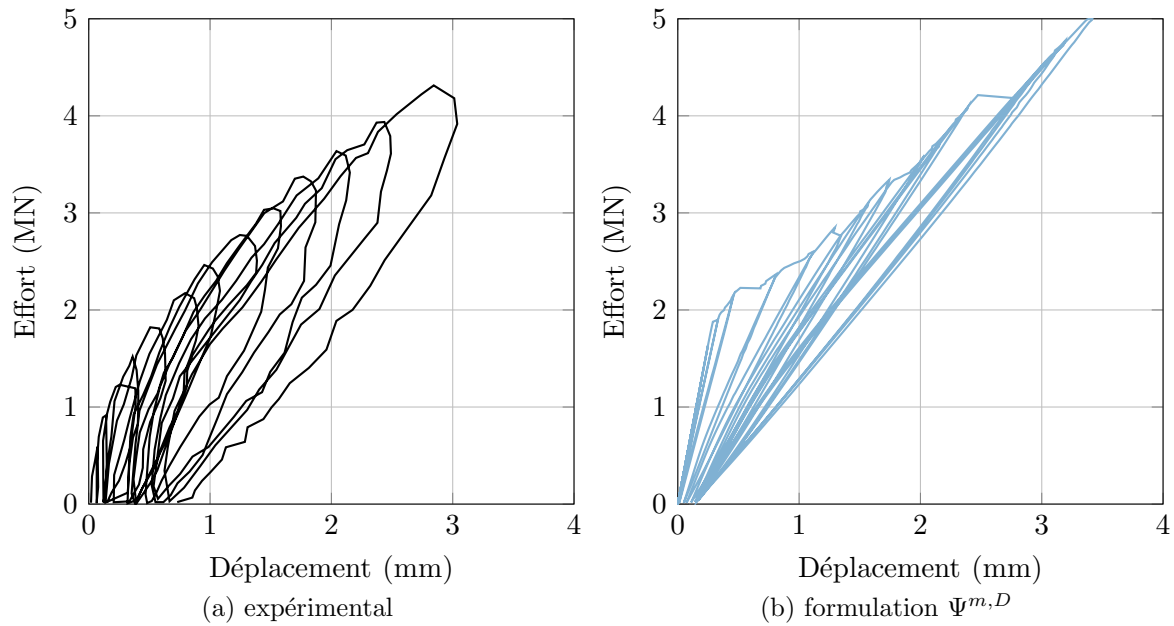 5
4
3
2
1
0
Effort (MN)
0 1 2 3 4
Déplacement (mm)
(a) expérimental
5
4
3
2
1
0
Effort (MN)
0 1 2 3 4
Déplacement (mm)
(b) formulation Ψ^{m,D}